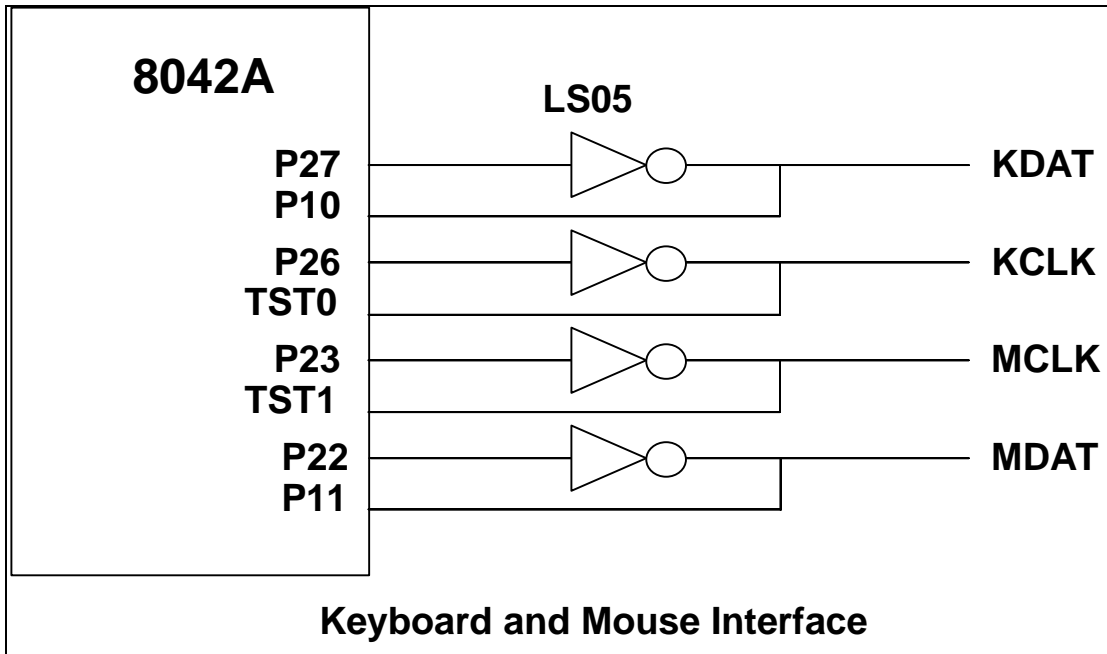 8042A
LS05
P27
KDAT
P10
P26
KCLK
TST0
P23
MCLK
TST1
P22
MDAT
P11
Keyboard and Mouse Interface